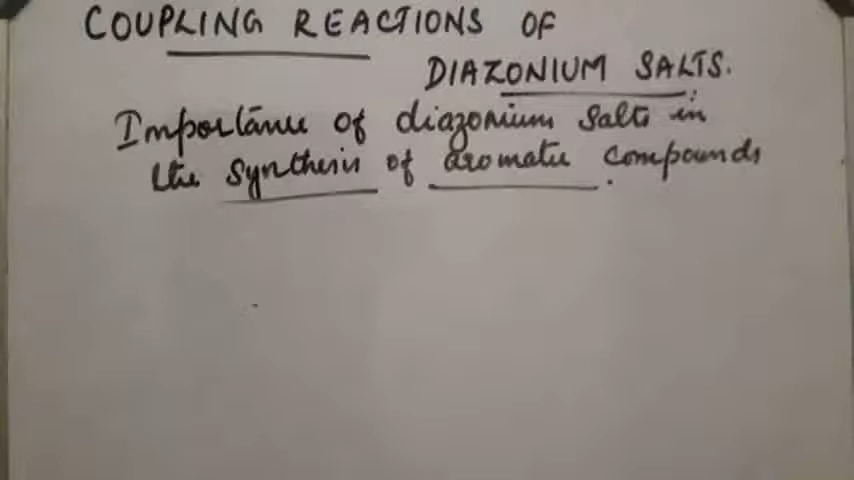 COUPLING REACTIONS OF
DIAZONIUM SALTS.
Importance of diazonium salts in
the synthesis of aromatic compounds.